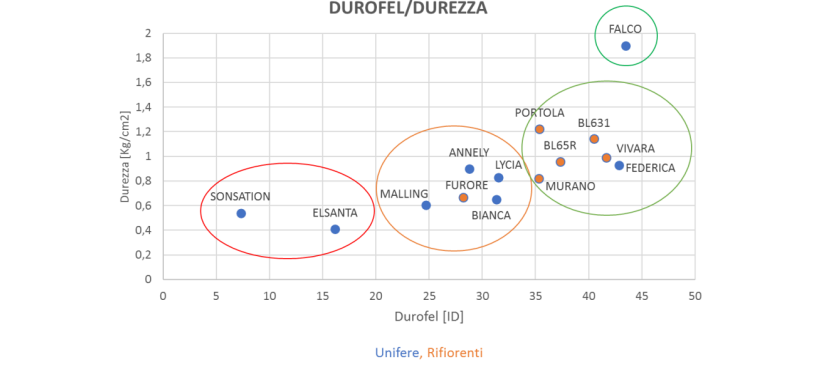 DUROFEL/DUREZZA
2
1,8
1,6
1,4
1,2
1
0,8
0,6
0,4
0,2
0
Durezza [Kg/cm2)
FALCO
PORTOLA
BL631
BL65R
VIVARA
ANNELY
LYCIA
FEDERICA
MALLING
FURORE
MURANO
SONSATION
BIANCA
ELSANTA
0 5 10 15 20 25 30 35 40 45 50
Durofel [ID]
Unifere, Rifiorenti